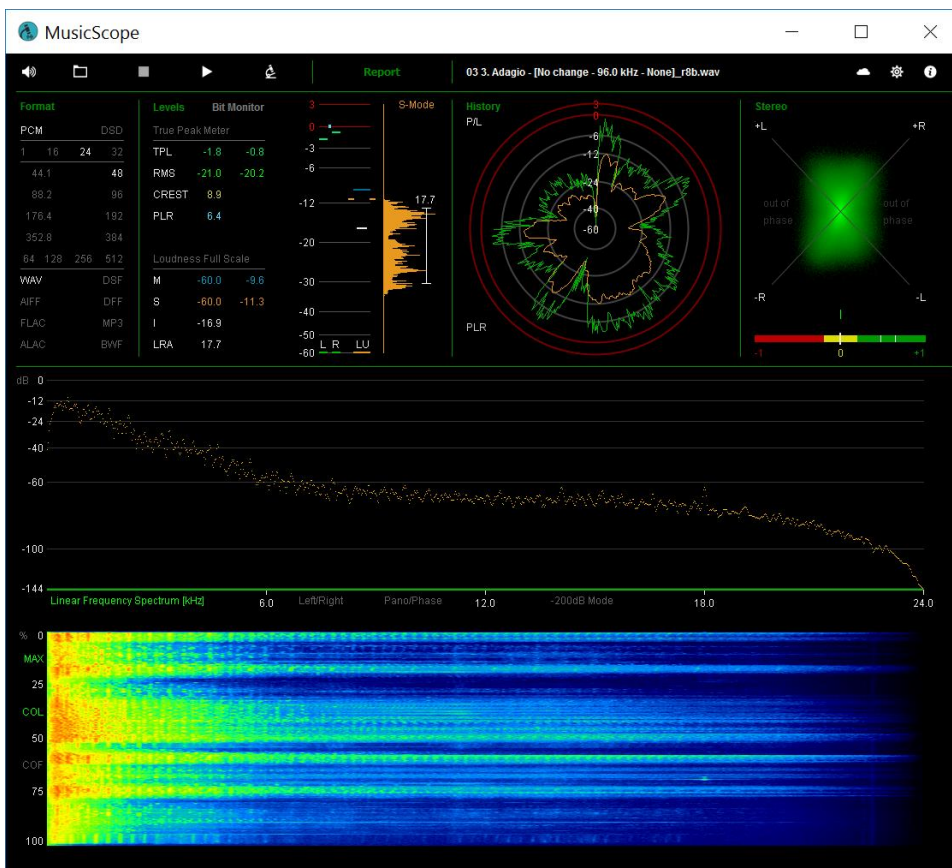 MusicScope
Report
03 3. Adagio - [No change - 96.0 kHz - None]_r8b.wav
Format
PCM DSD
1 16 24 32
44.1 48
88.2 96
176.4 192
352.8 384
64 128 256 512
WAV DSF
AIFF DFF
FLAC MP3
ALAC BWF
Levels Bit Monitor
True Peak Meter
TPL -1.8 -0.8
RMS -21.0 -20.2
CREST 8.9
PLR 6.4
Loudness Full Scale
M -60.0 -9.6
S -60.0 -11.3
I -16.9
LRA 17.7
3
0
-3
-6
-12
-20
-30
-40
-50
-60 L R LU
S-Mode
17.7
History
P/L
3
0
-6
-12
-24
-40
-60
PLR
Stereo
+L +R
out of phase
out of phase
-R -L
-1 0 +1
dB 0
-12
-24
-40
-60
-100
-144
Linear Frequency Spectrum [kHz] 6.0 Left/Right Pano/Phase 12.0 -200dB Mode 18.0 24.0
% 0
MAX
25
COL
50
COF
75
100